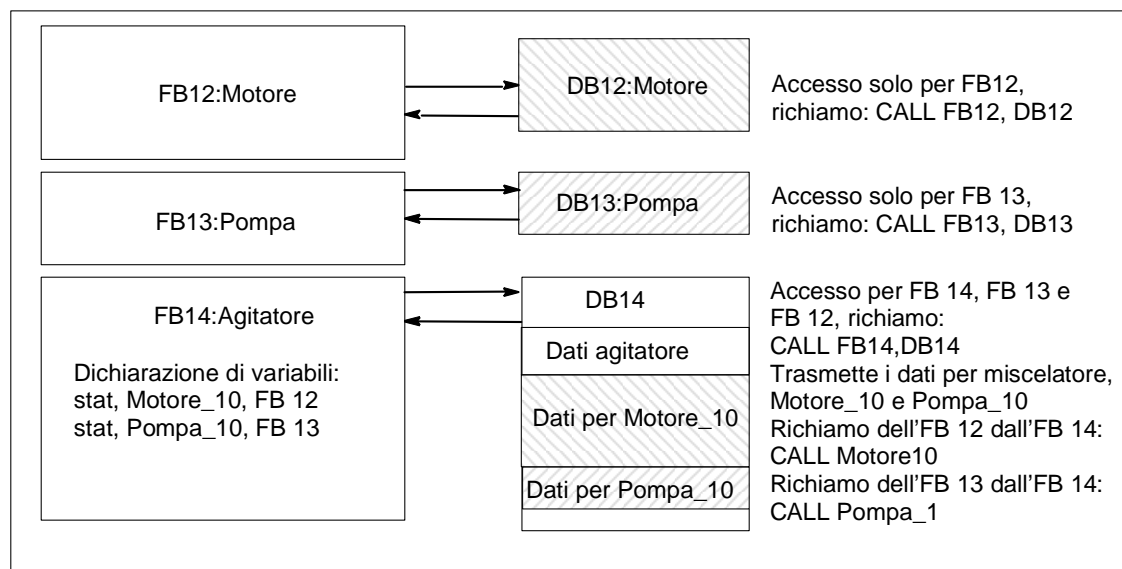 FB12:Motore
DB12:Motore
Accesso solo per FB12,
richiamo: CALL FB12, DB12
FB13:Pompa
DB13:Pompa
Accesso solo per FB 13,
richiamo: CALL FB13, DB13
FB14:Agitatore
Dichiarazione di variabili:
stat, Motore_10, FB 12
stat, Pompa_10, FB 13
DB14
Dati agitatore
Dati per Motore_10
Dati per Pompa_10
Accesso per FB 14, FB 13 e
FB 12, richiamo:
CALL FB14,DB14
Trasmette i dati per miscelatore,
Motore_10 e Pompa_10
Richiamo dell'FB 12 dall'FB 14:
CALL Motore10
Richiamo dell'FB 13 dall'FB 14:
CALL Pompa_1